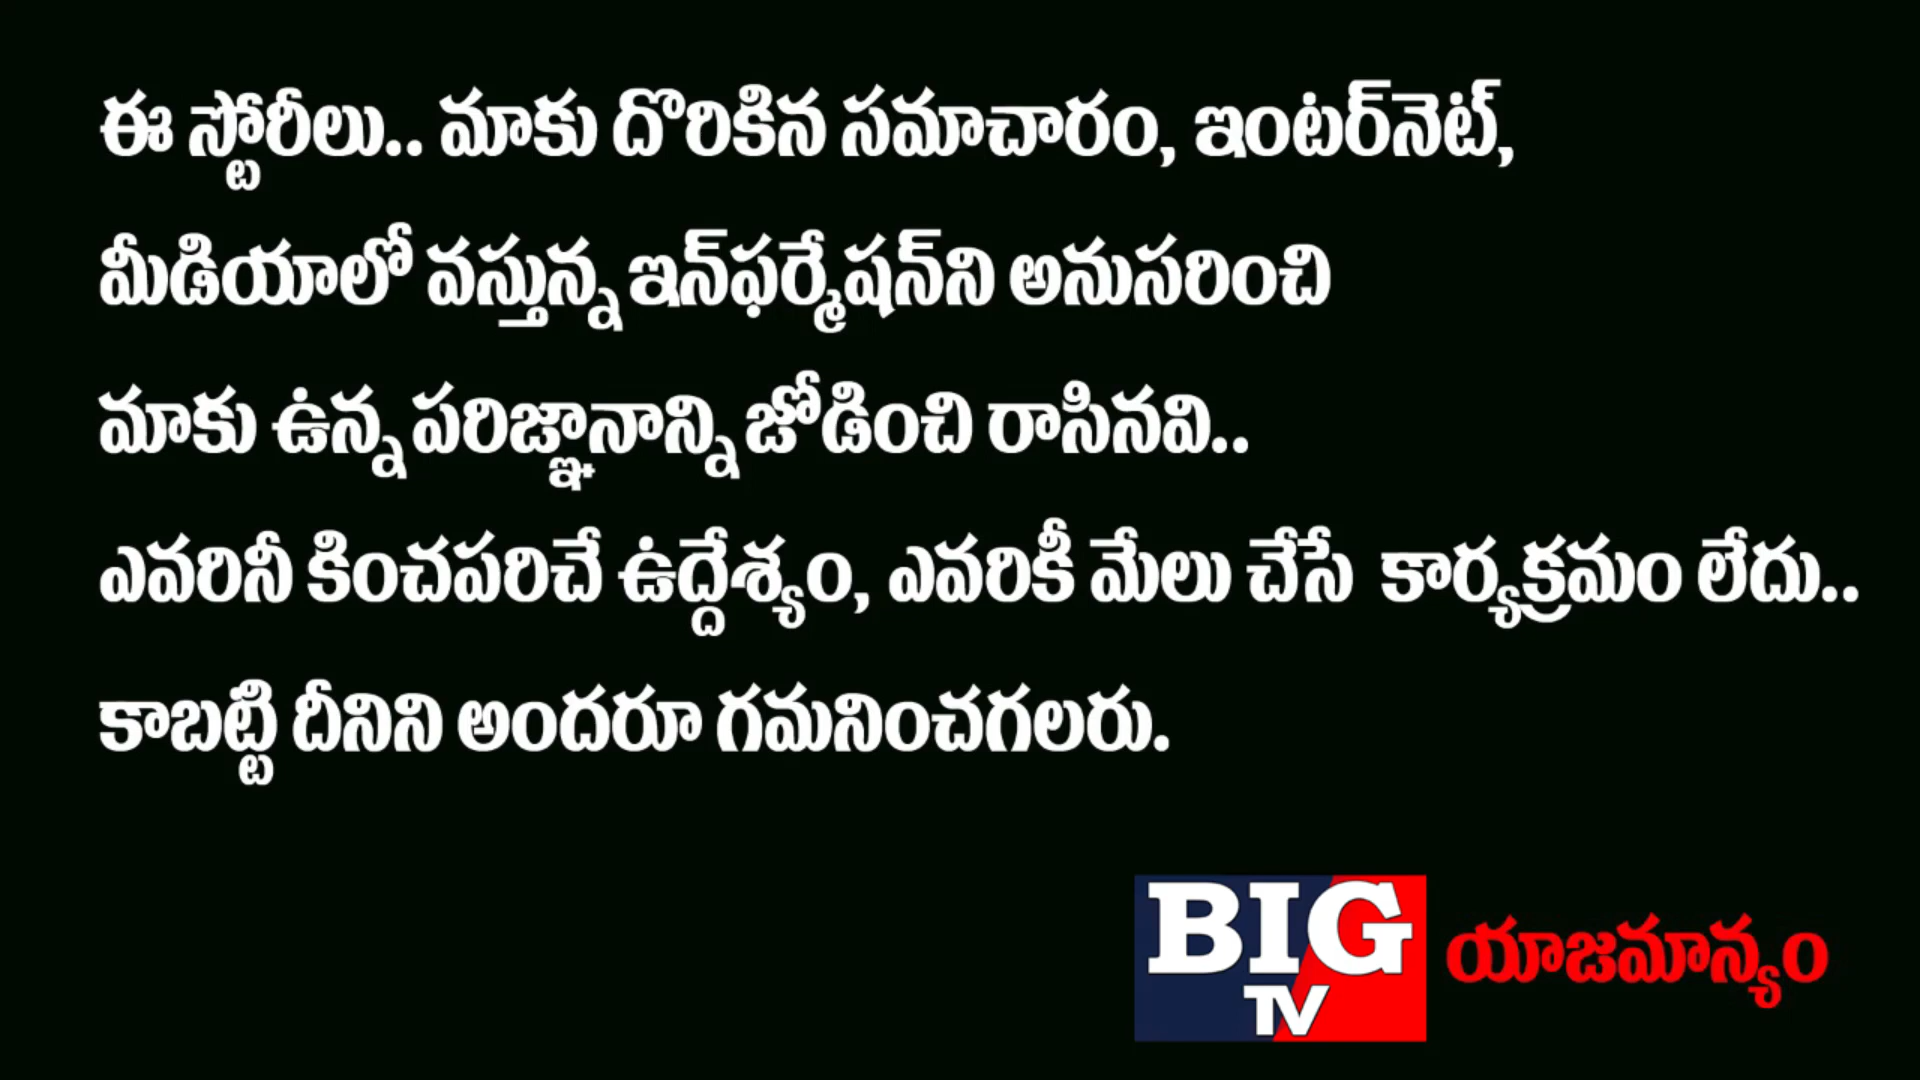 ఈ స్టోరీలు.. మాకు దొరికిన సమాచారం, ఇంటర్‌నెట్,
మీడియాలో వస్తున్న ఇన్‌ఫర్మేషన్‌ని అనుసరించి
మాకు ఉన్న పరిజ్ఞానాన్ని జోడించి రాసినవి..
ఎవరినీ కించపరిచే ఉద్దేశ్యం, ఎవరికీ మేలు చేసే కార్యక్రమం లేదు..
కాబట్టి దీనిని అందరూ గమనించగలరు.
BIG TV యాజమాన్యం